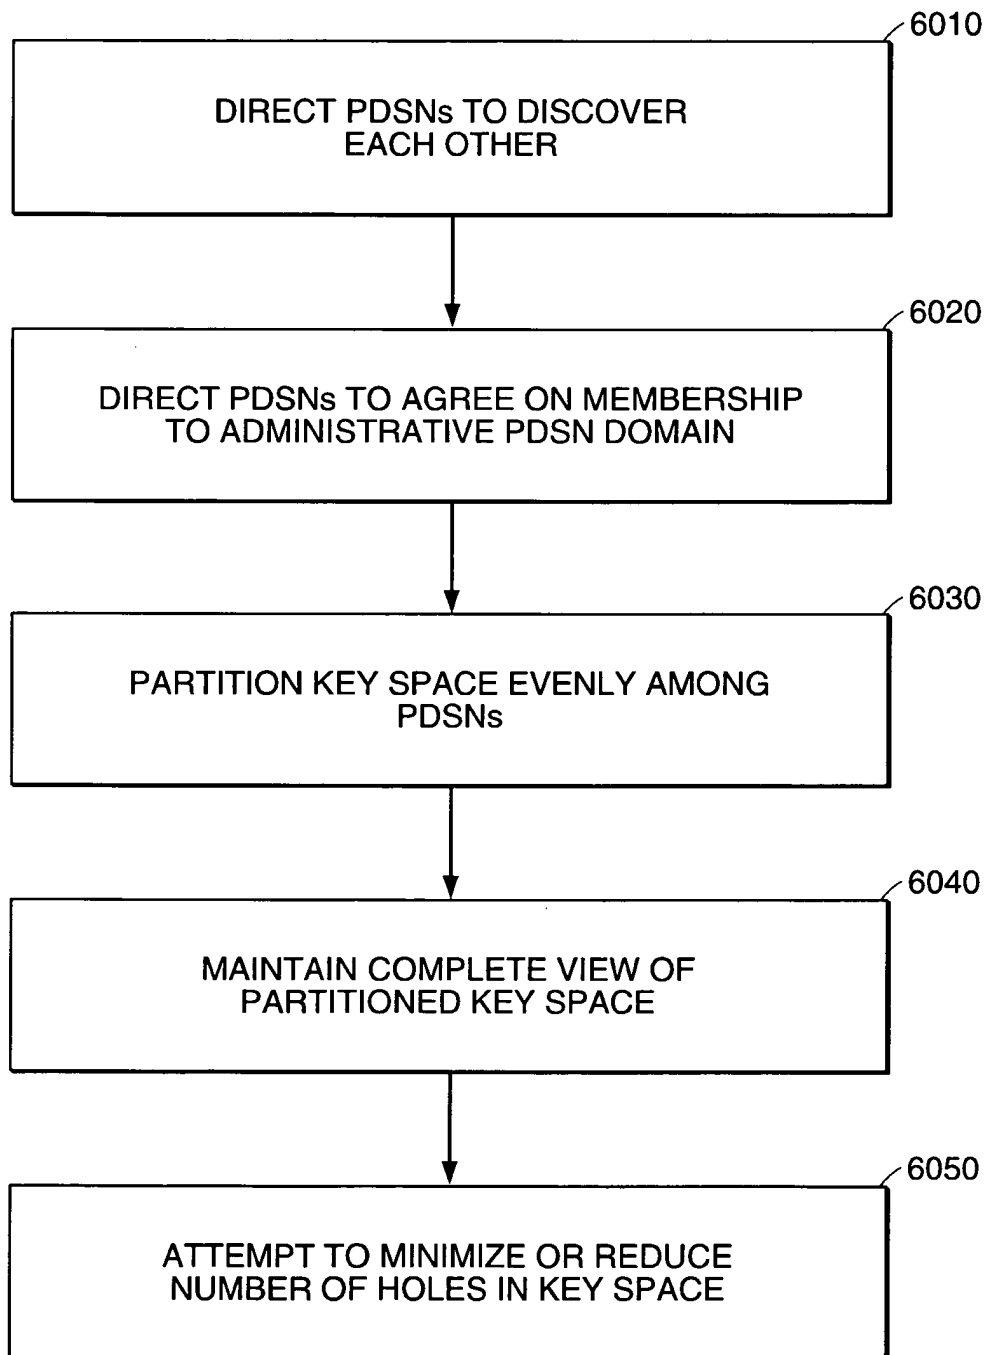 6010
DIRECT PDSNs TO DISCOVER
EACH OTHER
6020
DIRECT PDSNs TO AGREE ON MEMBERSHIP
TO ADMINISTRATIVE PDSN DOMAIN
6030
PARTITION KEY SPACE EVENLY AMONG
PDSNs
6040
MAINTAIN COMPLETE VIEW OF
PARTITIONED KEY SPACE
6050
ATTEMPT TO MINIMIZE OR REDUCE
NUMBER OF HOLES IN KEY SPACE